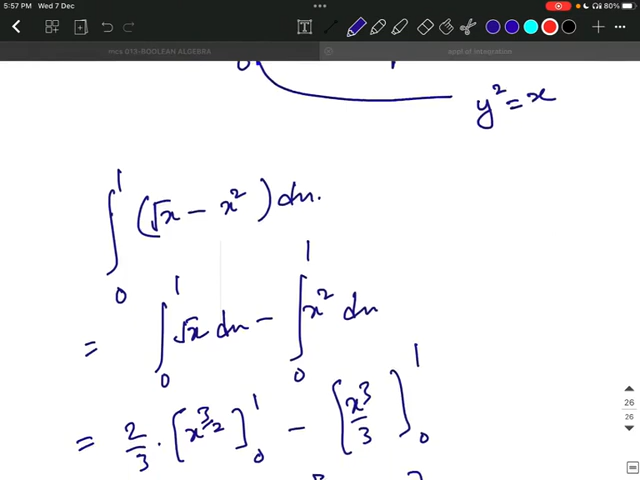 5:57 PM Wed 7 Dec
80%
mcs 013-BOOLEAN ALGEBRA
appl of integration
y² = x
∫₀¹ (√x − x²) dx.
= ∫₀¹ √x dx − ∫₀¹ x² dx
= 2/3 · [x^3/2]₀¹ − [x³/3]₀¹
26
26